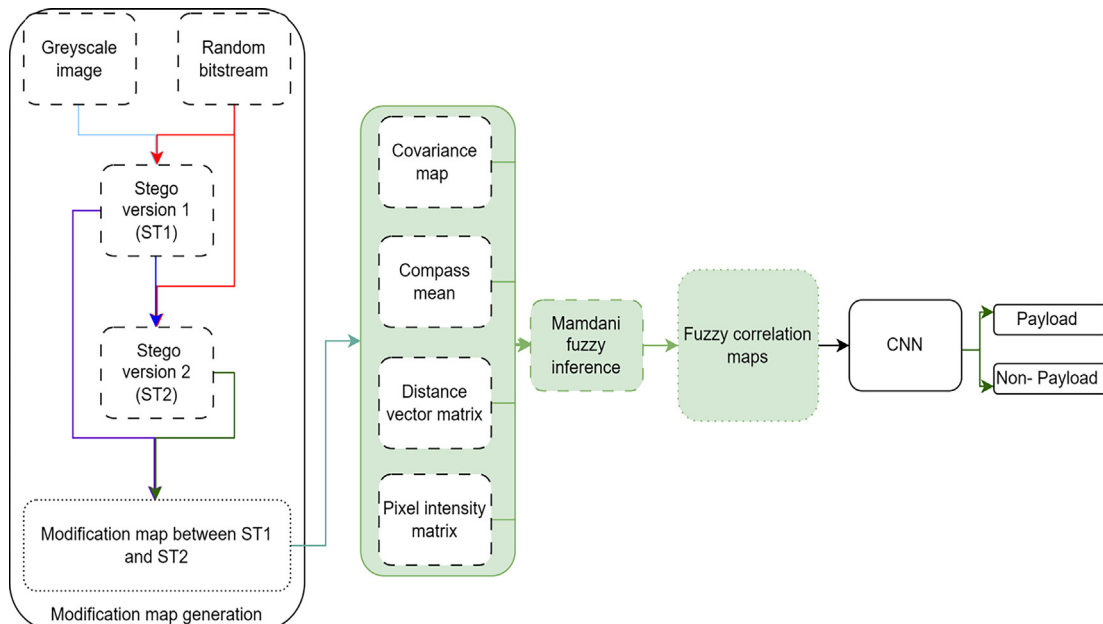 Greyscale
image
Random
bitstream
Stego
version 1
(ST1)
Stego
version 2
(ST2)
Modification map between ST1
and ST2
Modification map generation
Covariance
map
Compass
mean
Distance
vector matrix
Pixel intensity
matrix
Mamdani
fuzzy
inference
Fuzzy correlation
maps
CNN
Payload
Non- Payload